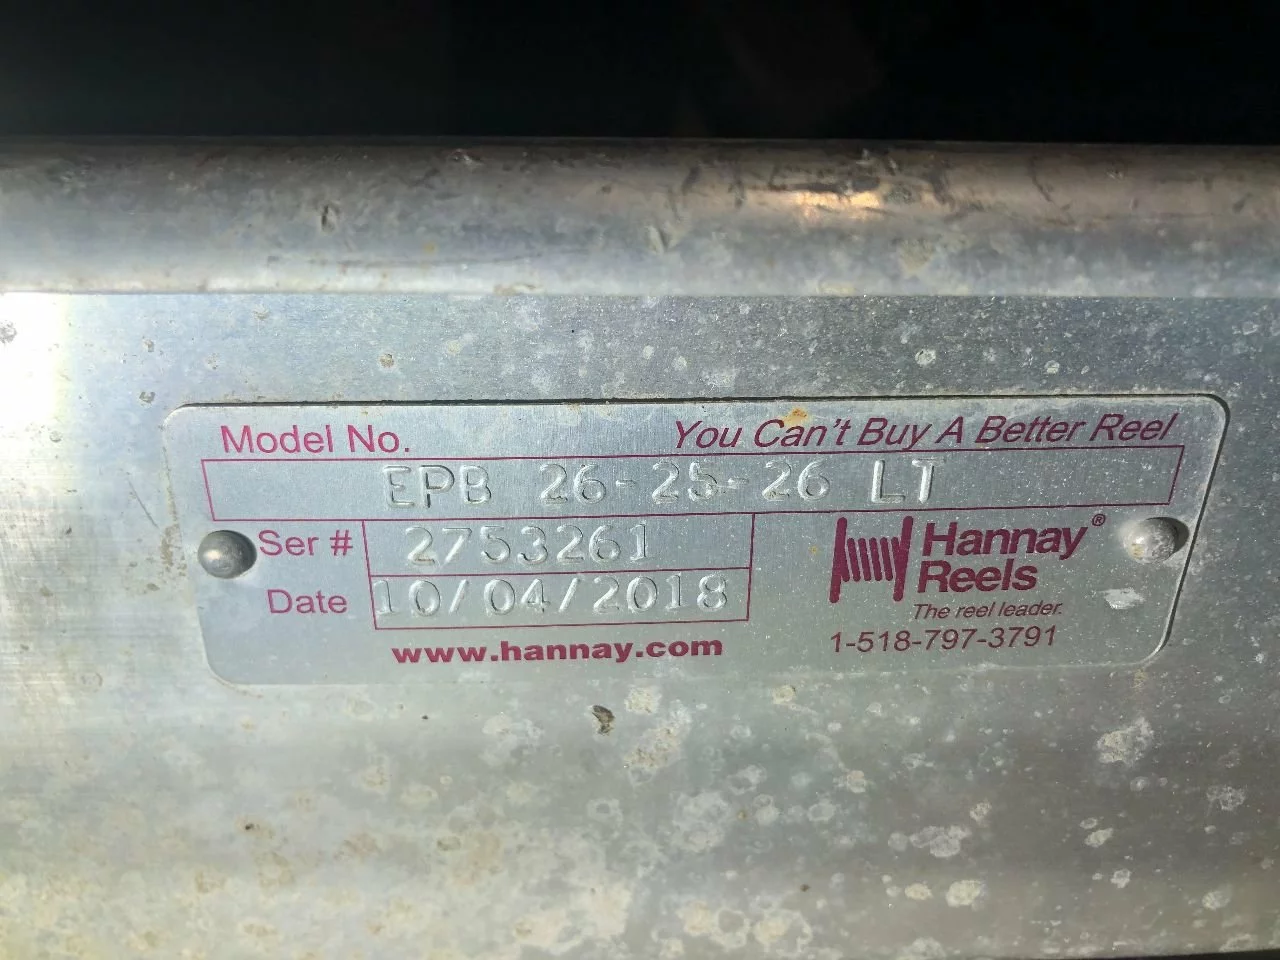 Model No. You Can't Buy A Better Reel
EPB 26-25-26 LT
Ser # 2753261
Date 10/04/2018
Hannay®
Reels
The reel leader.
www.hannay.com 1-518-797-3791